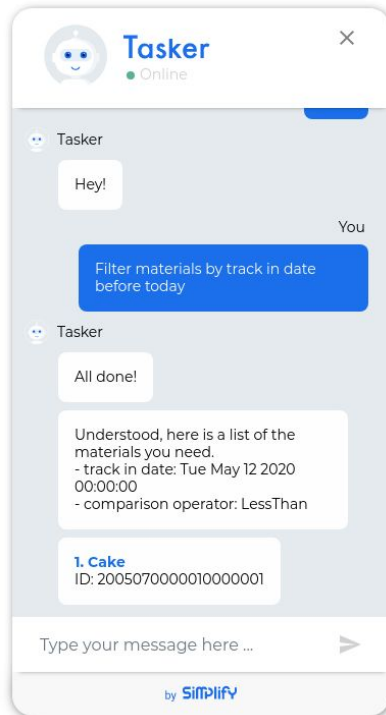 Tasker
Online
Tasker
Hey!
You
Filter materials by track in date
before today
Tasker
All done!
Understood, here is a list of the
materials you need.
- track in date: Tue May 12 2020
00:00:00
- comparison operator: LessThan
1. Cake
ID: 2005070000010000001
Type your message here ...
by SiMPlifY